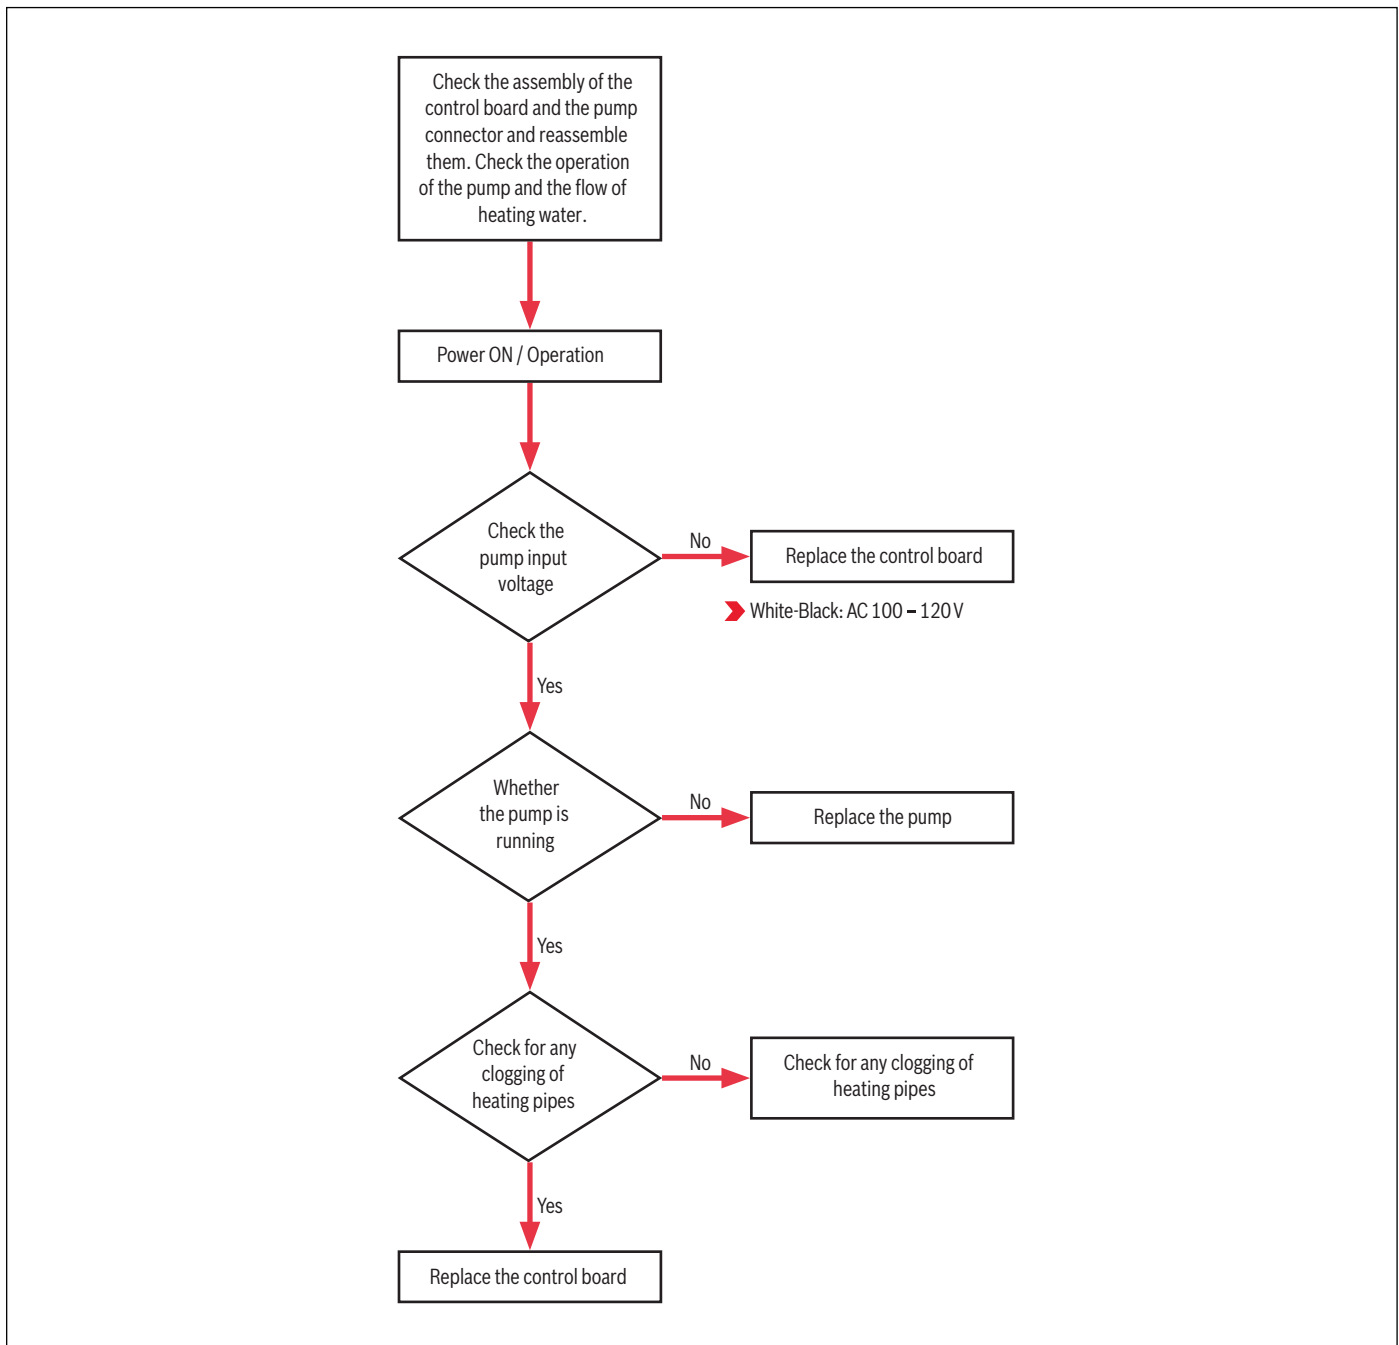 Check the assembly of the
control board and the pump
connector and reassemble
them. Check the operation
of the pump and the flow of
heating water.
Power ON / Operation
Check the
pump input
voltage
No
Replace the control board
White-Black: AC 100 – 120 V
Yes
Whether
the pump is
running
No
Replace the pump
Yes
Check for any
clogging of
heating pipes
No
Check for any clogging of
heating pipes
Yes
Replace the control board